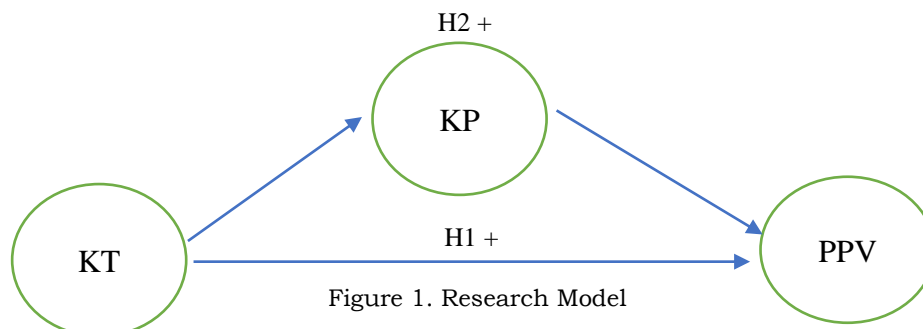 H2 +
KP
H1 +
KT
PPV
Figure 1. Research Model